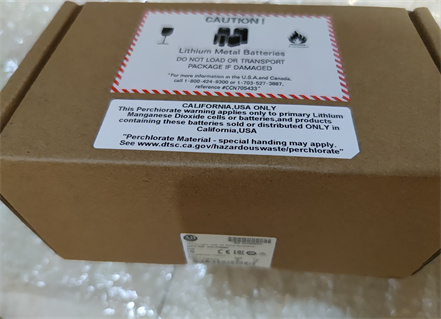 CAUTION!
Lithium Metal Batteries
DO NOT LOAD OR TRANSPORT
PACKAGE IF DAMAGED
"For more information in the U.S.A and Canada,
call 1-800-424-9300 or 1-703-527-3887,
reference #CCN705433"
CALIFORNIA,USA ONLY
This Perchlorate warning applies only to primary Lithium
Manganese Dioxide cells or batteries,and products
containing these batteries sold or distributed ONLY in
California,USA
"Perchlorate Material - special handling may apply.
See www.dtsc.ca.gov/hazardouswaste/perchlorate"